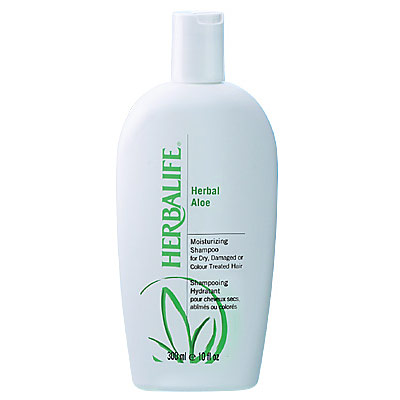 HERBALIFE®
Herbal
Aloe
Moisturizing
Shampoo
for Dry, Damaged or
Colour Treated Hair
Shampooing
Hydratant
pour cheveux secs,
abîmés ou colorés
300 ml e 10 fl oz